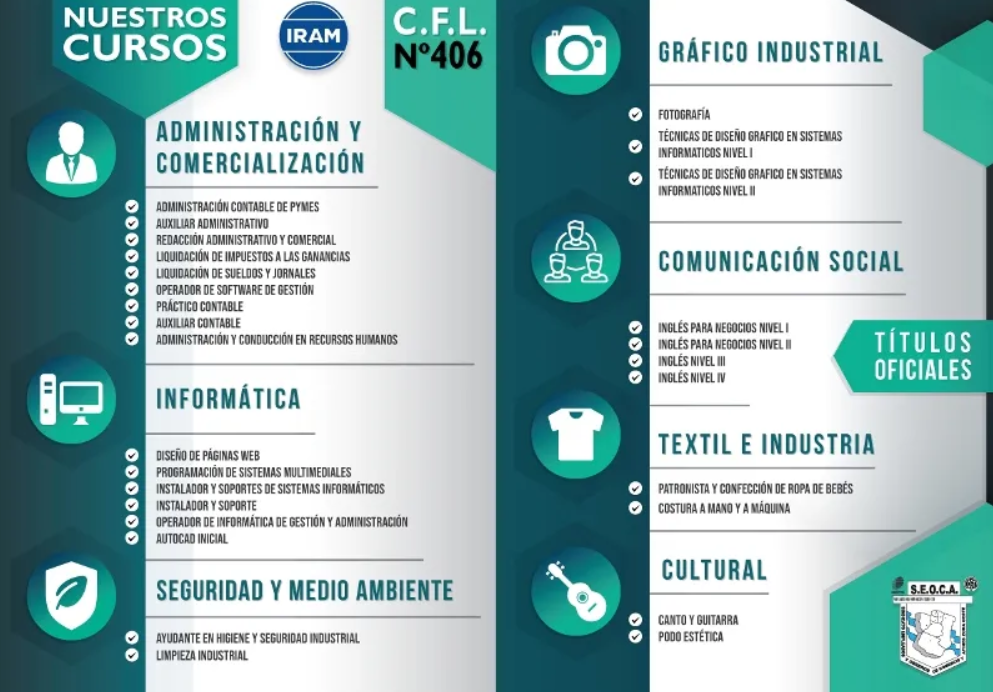 NUESTROS
CURSOS
IRAM
C.F.L.
N°406
ADMINISTRACIÓN Y
COMERCIALIZACIÓN
ADMINISTRACIÓN CONTABLE DE PYMES
AUXILIAR ADMINISTRATIVO
REDACCIÓN ADMINISTRATIVO Y COMERCIAL
LIQUIDACIÓN DE IMPUESTOS A LAS GANANCIAS
LIQUIDACIÓN DE SUELDOS Y JORNALES
OPERADOR DE SOFTWARE DE GESTIÓN
PRÁCTICO CONTABLE
AUXILIAR CONTABLE
ADMINISTRACIÓN Y CONDUCCIÓN EN RECURSOS HUMANOS
INFORMÁTICA
DISEÑO DE PÁGINAS WEB
PROGRAMACIÓN DE SISTEMAS MULTIMEDIALES
INSTALADOR Y SOPORTES DE SISTEMAS INFORMÁTICOS
INSTALADOR Y SOPORTE
OPERADOR DE INFORMÁTICA DE GESTIÓN Y ADMINISTRACIÓN
AUTOCAD INICIAL
SEGURIDAD Y MEDIO AMBIENTE
AYUDANTE EN HIGIENE Y SEGURIDAD INDUSTRIAL
LIMPIEZA INDUSTRIAL
GRÁFICO INDUSTRIAL
FOTOGRAFÍA
TÉCNICAS DE DISEÑO GRAFICO EN SISTEMAS
INFORMATICOS NIVEL I
TÉCNICAS DE DISEÑO GRAFICO EN SISTEMAS
INFORMATICOS NIVEL II
COMUNICACIÓN SOCIAL
INGLÉS PARA NEGOCIOS NIVEL I
INGLÉS PARA NEGOCIOS NIVEL II
INGLÉS NIVEL III
INGLÉS NIVEL IV
TÍTULOS
OFICIALES
TEXTIL E INDUSTRIA
PATRONISTA Y CONFECCIÓN DE ROPA DE BEBÉS
COSTURA A MANO Y A MÁQUINA
CULTURAL
CANTO Y GUITARRA
PODO ESTÉTICA
S.E.O.C.A.